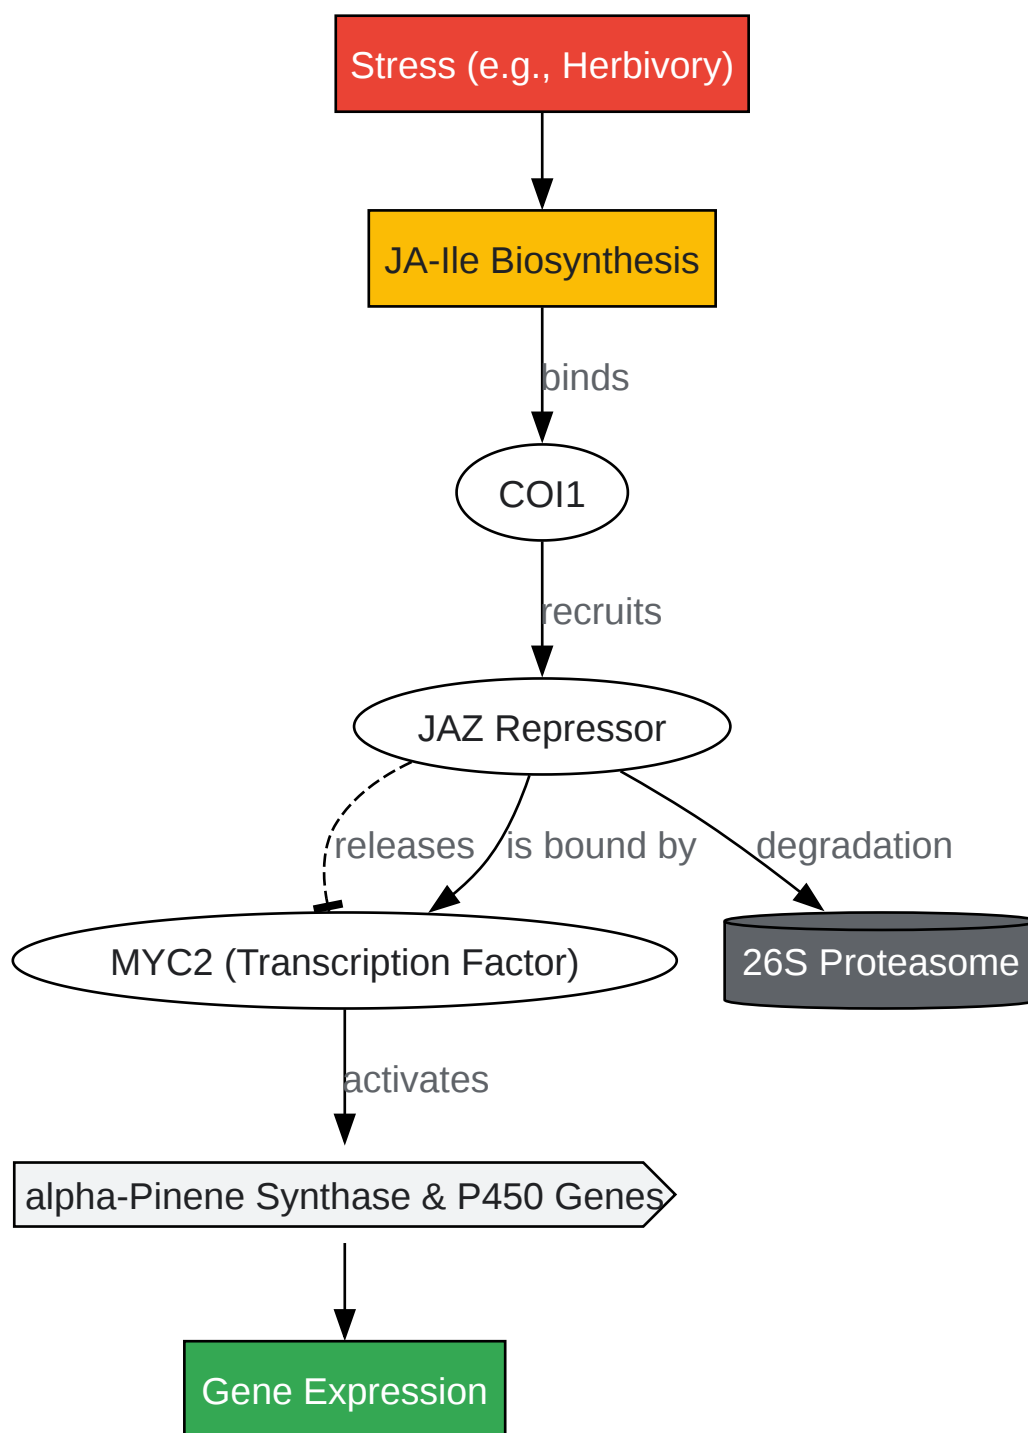 Stress (e.g., Herbivory)
JA-Ile Biosynthesis
binds
COI1
recruits
JAZ Repressor
releases
is bound by
degradation
MYC2 (Transcription Factor)
26S Proteasome
activates
alpha-Pinene Synthase & P450 Genes
Gene Expression